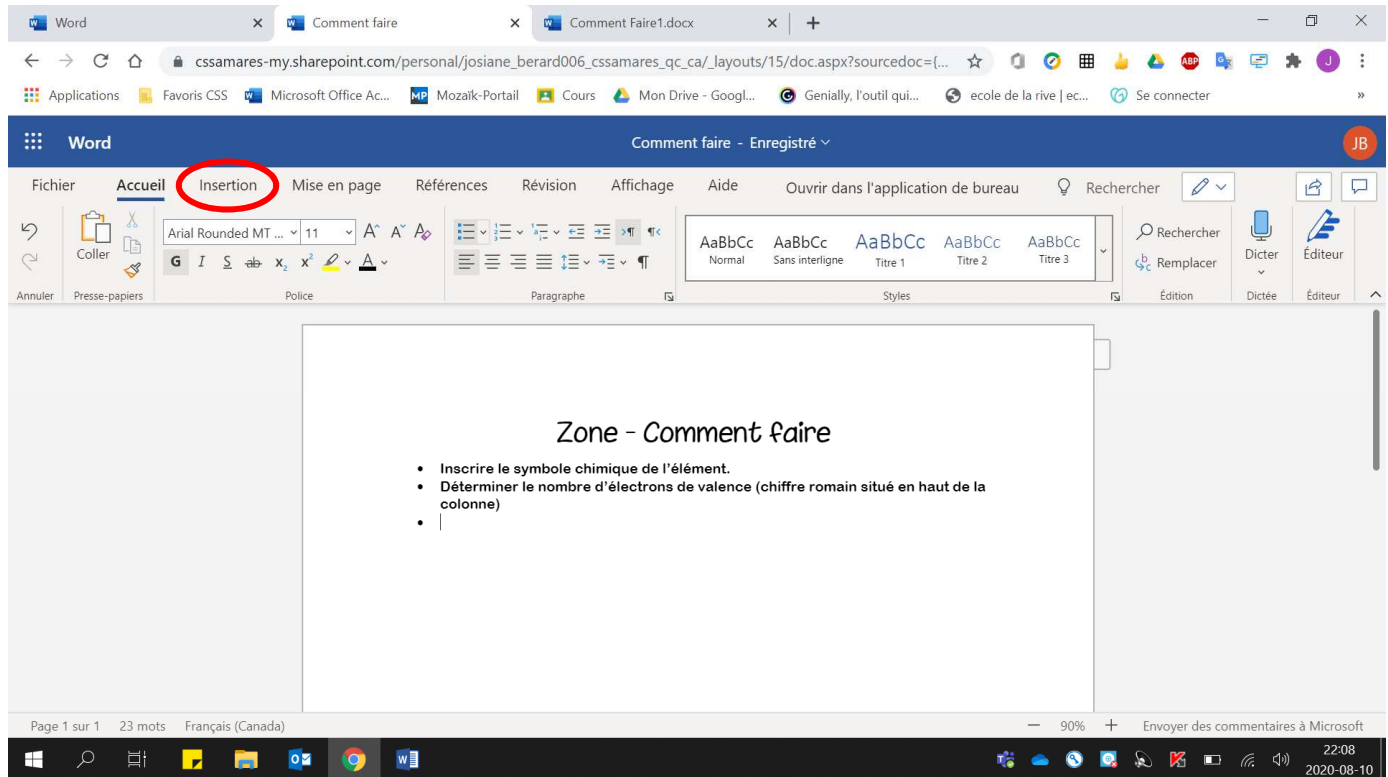 Word
Comment faire
Comment Faire1.docx
cssamares-my.sharepoint.com/personal/josiane_berard006_cssamares_qc_ca/_layouts/15/doc.aspx?sourcedoc={...
ABP
J
Applications
Favoris CSS
Microsoft Office Ac...
MP Mozaïk-Portail
Cours
Mon Drive - Googl...
Genially, l'outil qui...
ecole de la rive | ec...
Se connecter
»
Word
Comment faire - Enregistré
JB
Fichier Accueil Insertion Mise en page Références Révision Affichage Aide Ouvrir dans l'application de bureau Rechercher
Coller
Arial Rounded MT ... 11
G I S ab x₂ x² A
AaBbCc AaBbCc AaBbCc AaBbCc AaBbCc
Normal Sans interligne Titre 1 Titre 2 Titre 3
Rechercher
Remplacer
Dicter
Éditeur
Annuler Presse-papiers Police Paragraphe Styles Édition Dictée Éditeur
Zone - Comment faire
• Inscrire le symbole chimique de l'élément.
• Déterminer le nombre d'électrons de valence (chiffre romain situé en haut de la
colonne)
•
Page 1 sur 1 23 mots Français (Canada) 90% Envoyer des commentaires à Microsoft
22:08
2020-08-10